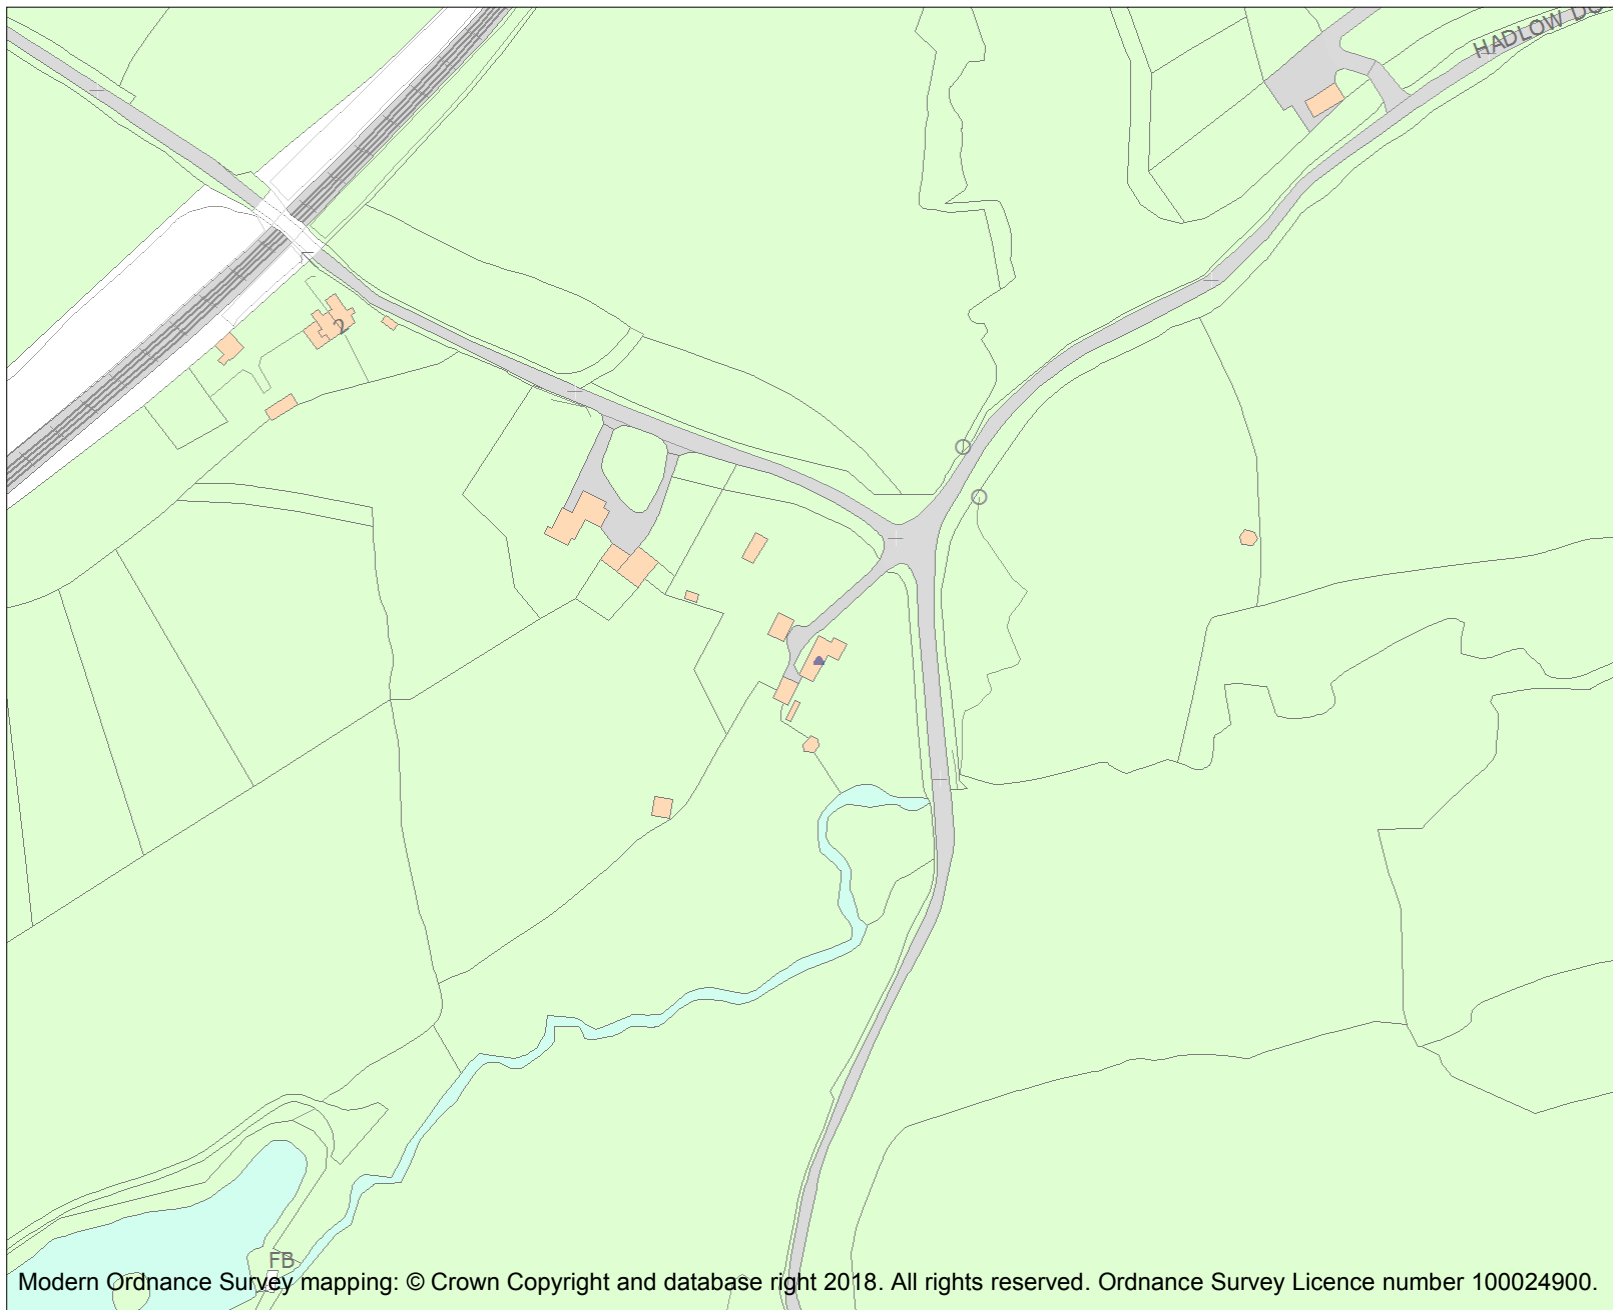 HADLOW DO
2
FB
Modern Ordnance Survey mapping: © Crown Copyright and database right 2018. All rights reserved. Ordnance Survey Licence number 100024900.